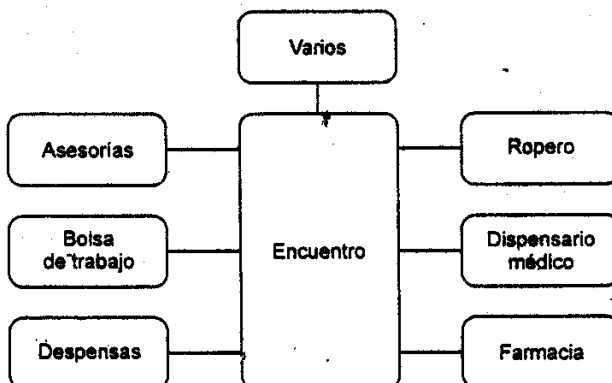 Varios
Asesorías
Ropero
Bolsa
de trabajo
Encuentro
Dispensario
médico
Despensas
Farmacia